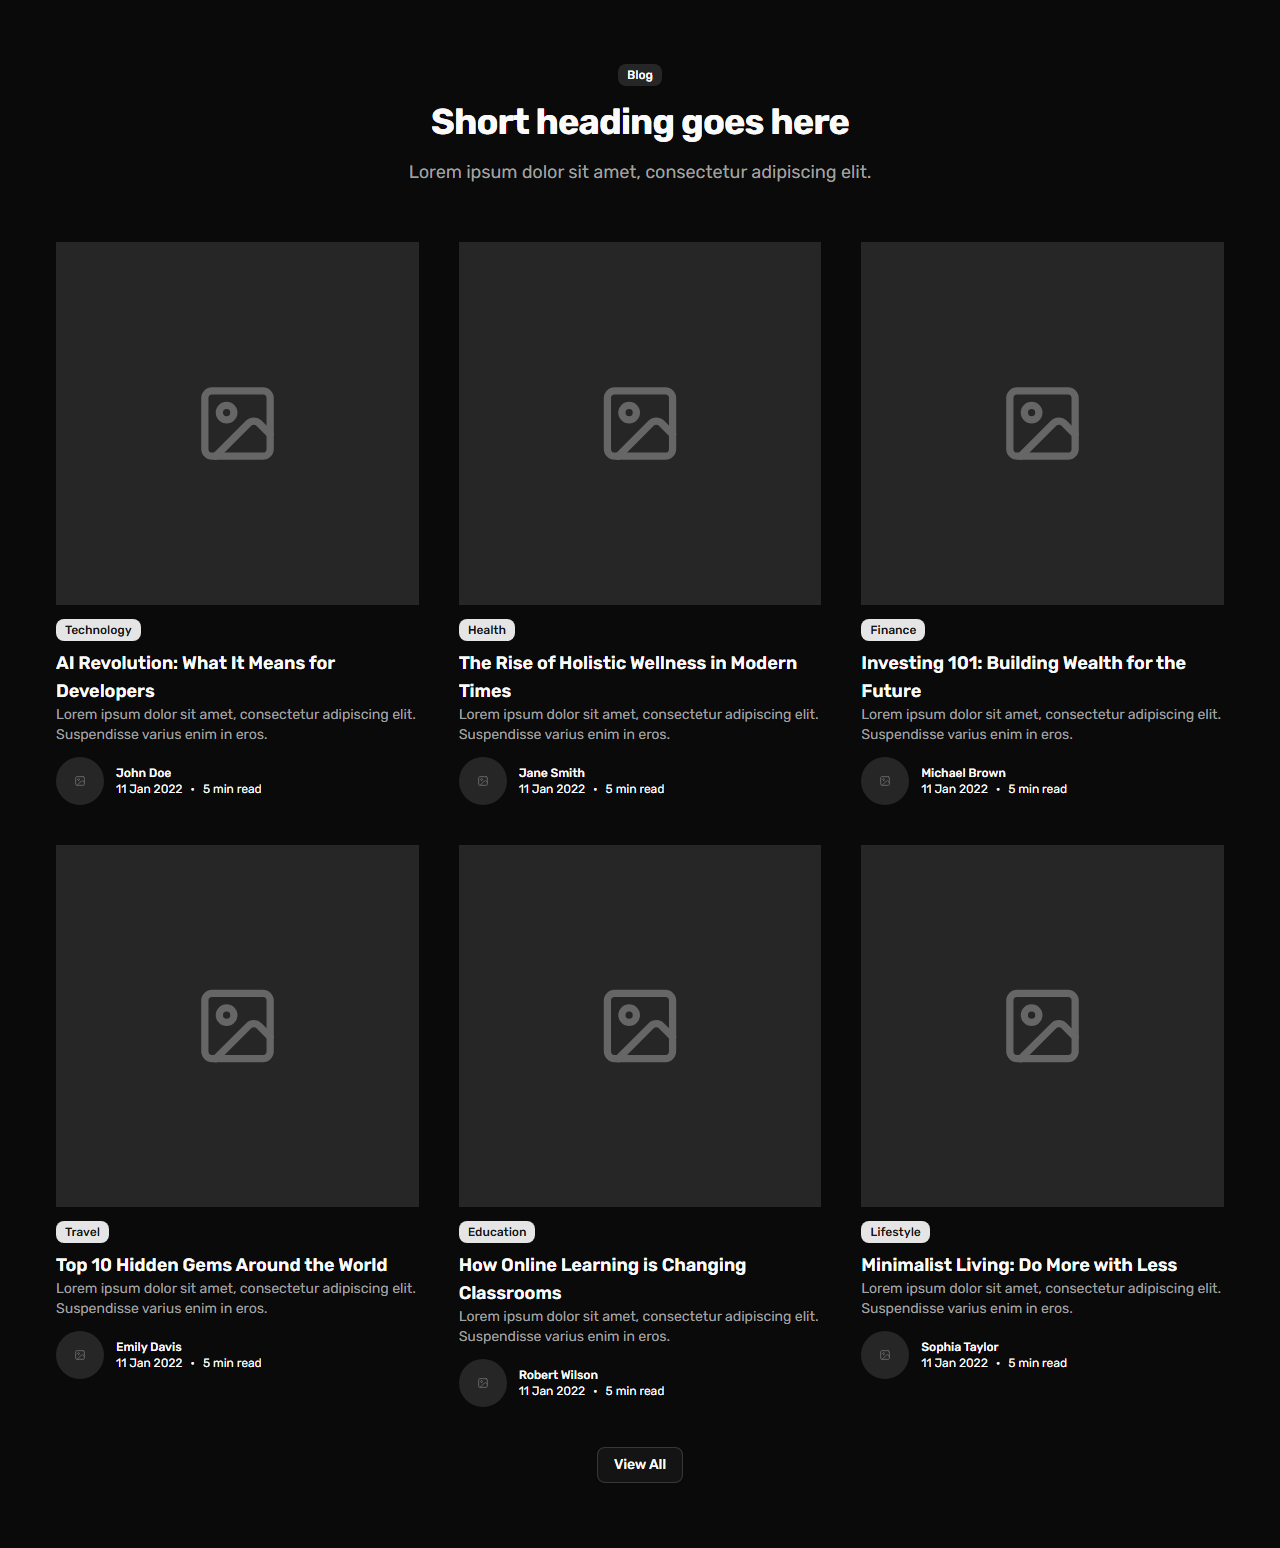 Blog
Short heading goes here
Lorem ipsum dolor sit amet, consectetur adipiscing elit.
Technology
AI Revolution: What It Means for
Developers
Lorem ipsum dolor sit amet, consectetur adipiscing elit.
Suspendisse varius enim in eros.
John Doe
11 Jan 2022 • 5 min read
Health
The Rise of Holistic Wellness in Modern
Times
Lorem ipsum dolor sit amet, consectetur adipiscing elit.
Suspendisse varius enim in eros.
Jane Smith
11 Jan 2022 • 5 min read
Finance
Investing 101: Building Wealth for the
Future
Lorem ipsum dolor sit amet, consectetur adipiscing elit.
Suspendisse varius enim in eros.
Michael Brown
11 Jan 2022 • 5 min read
Travel
Top 10 Hidden Gems Around the World
Lorem ipsum dolor sit amet, consectetur adipiscing elit.
Suspendisse varius enim in eros.
Emily Davis
11 Jan 2022 • 5 min read
Education
How Online Learning is Changing
Classrooms
Lorem ipsum dolor sit amet, consectetur adipiscing elit.
Suspendisse varius enim in eros.
Robert Wilson
11 Jan 2022 • 5 min read
Lifestyle
Minimalist Living: Do More with Less
Lorem ipsum dolor sit amet, consectetur adipiscing elit.
Suspendisse varius enim in eros.
Sophia Taylor
11 Jan 2022 • 5 min read
View All